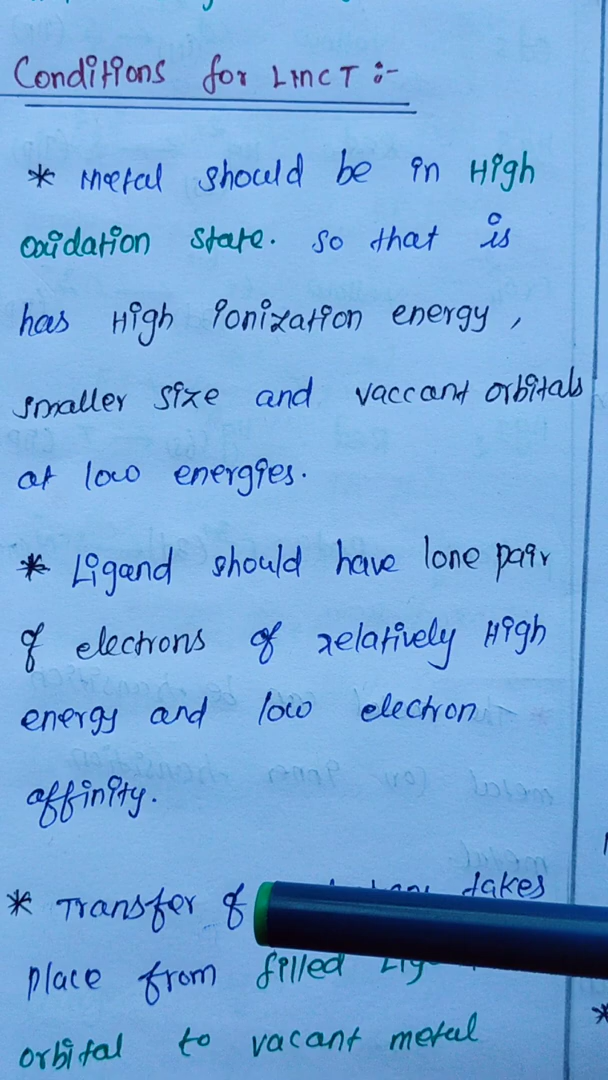 Conditions for LMCT :-
* Metal should be in High
oxidation state. so that is
has High ionization energy,
smaller size and vaccant orbitals
at low energies.
* Ligand should have lone pair
of electrons of relatively High
energy and low electron
affinity.
* Transfer of takes
place from filled
orbital to vacant metal